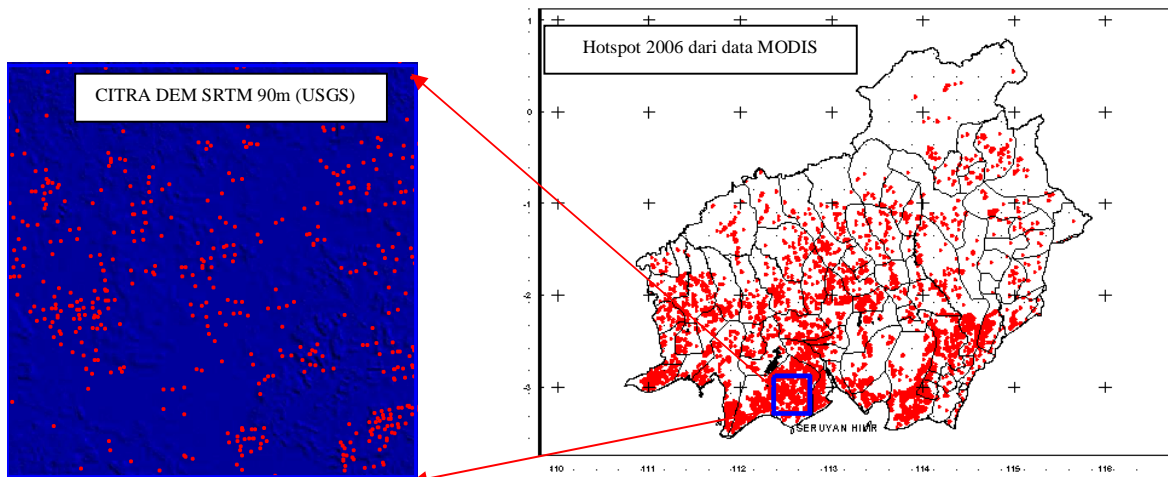 CITRA DEM SRTM 90m (USGS)
Hotspot 2006 dari data MODIS
1
0
-1
-2
-3
SERUYAN HILIR
110 111 112 113 114 115 116